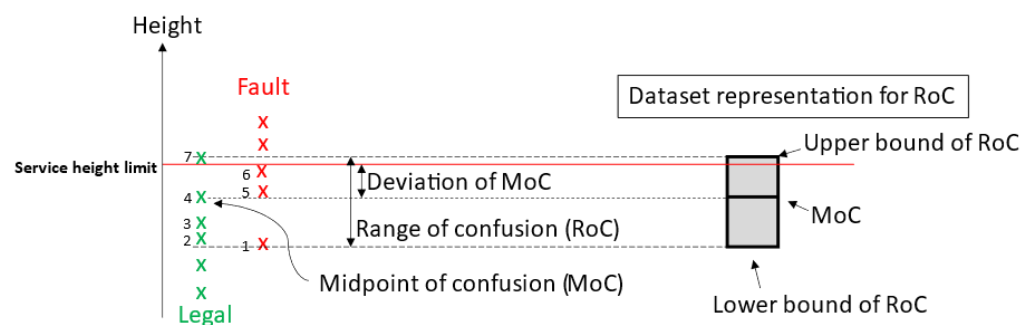 Height
Fault
Dataset representation for RoC
X
X
Upper bound of RoC
7 X
Service height limit
6 X
Deviation of MoC
5 X
4 X
MoC
3 X
Range of confusion (RoC)
2 X
1 X
X
Midpoint of confusion (MoC)
X
Lower bound of RoC
Legal